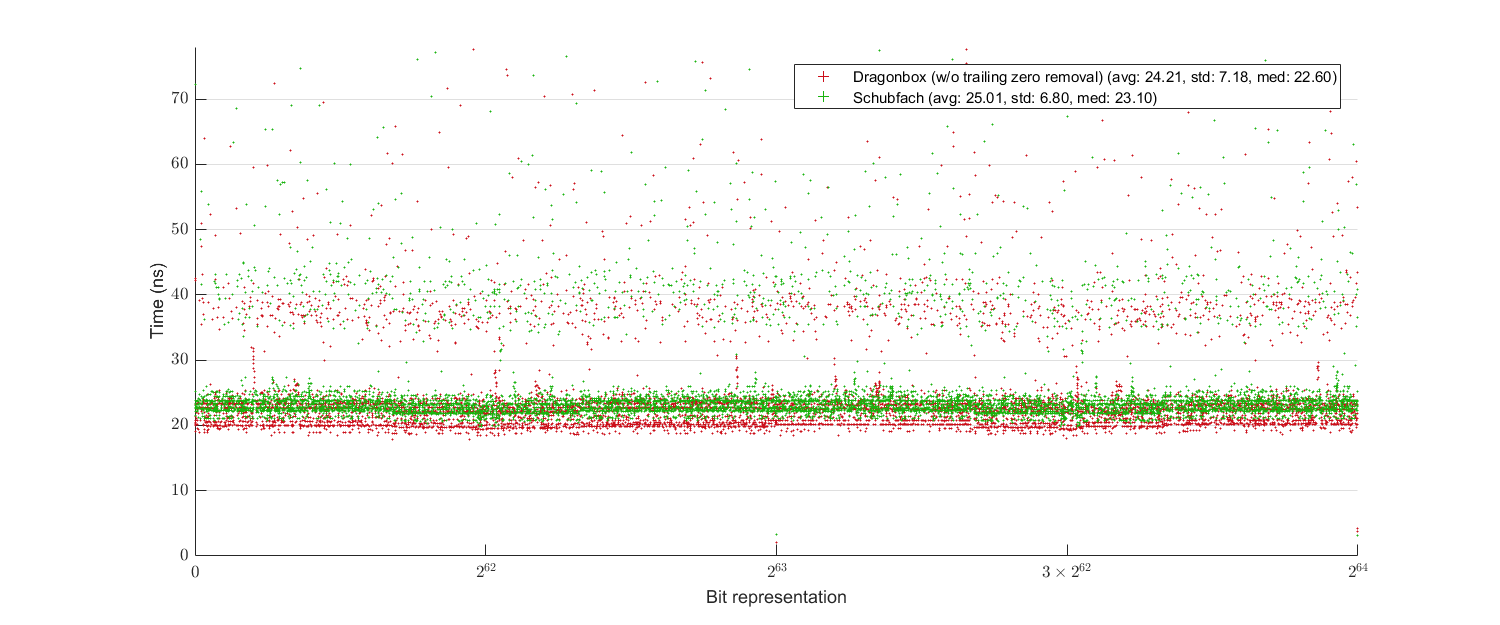 Dragonbox (w/o trailing zero removal) (avg: 24.21, std: 7.18, med: 22.60)
Schubfach (avg: 25.01, std: 6.80, med: 23.10)
70
60
50
40
30
20
10
0
Time (ns)
0 2^62 2^63 3 × 2^62 2^64
Bit representation